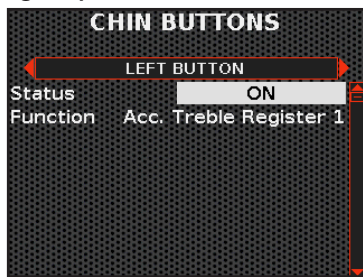 CHIN BUTTONS
LEFT BUTTON
Status ON
Function Acc. Treble Register 1